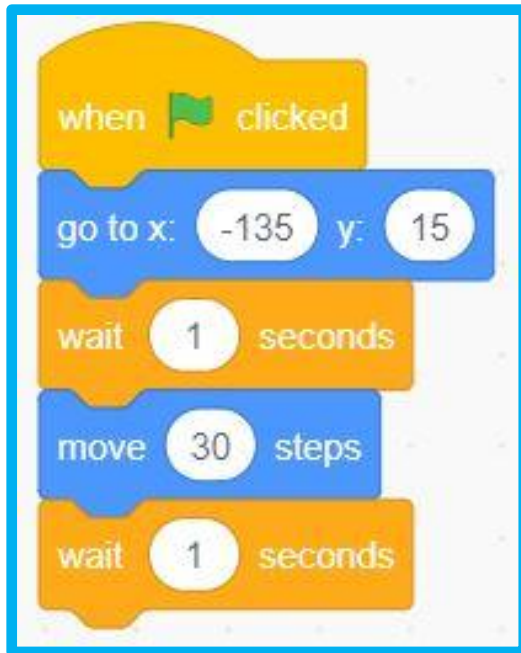 when clicked
go to x: -135 y: 15
wait 1 seconds
move 30 steps
wait 1 seconds